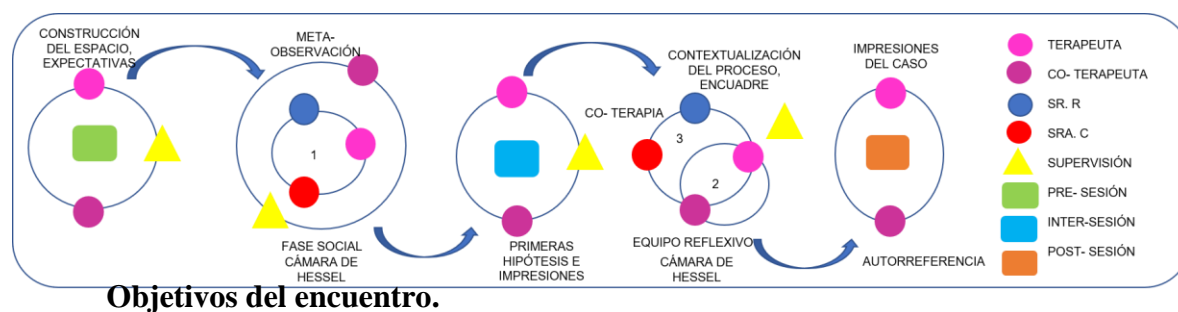 CONSTRUCCIÓN
DEL ESPACIO,
EXPECTATIVAS
META-
OBSERVACIÓN
1
FASE SOCIAL
CÁMARA DE
HESSEL
PRIMERAS
HIPÓTESIS E
IMPRESIONES
CONTEXTUALIZACIÓN
DEL PROCESO,
ENCUADRE
CO- TERAPIA
3
2
EQUIPO REFLEXIVO
CÁMARA DE
HESSEL
IMPRESIONES
DEL CASO
AUTORREFERENCIA
TERAPEUTA
CO- TERAPEUTA
SR. R
SRA. C
SUPERVISIÓN
PRE- SESIÓN
INTER-SESIÓN
POST- SESIÓN
Objetivos del encuentro.